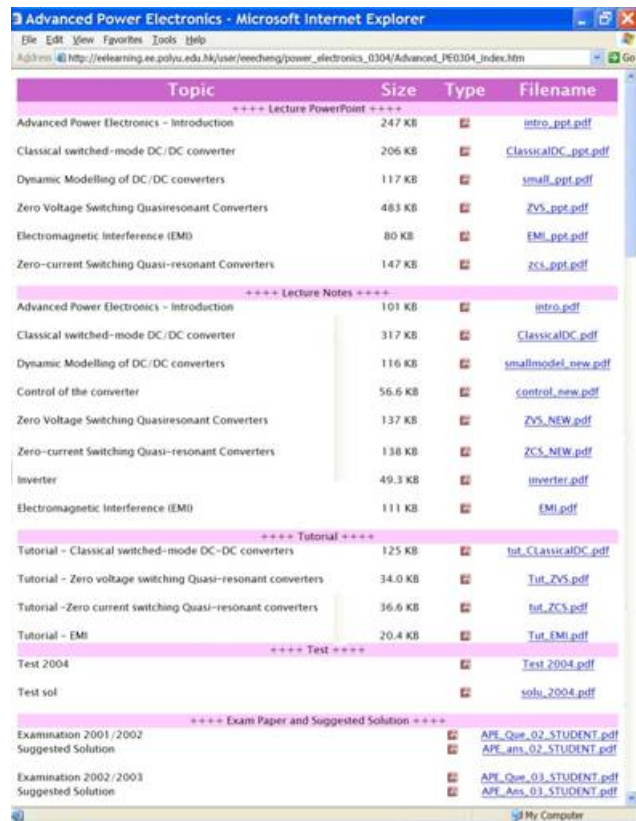 Advanced Power Electronics - Microsoft Internet Explorer
File Edit View Favorites Tools Help
Address http://eelearning.ee.polyu.edu.hk/user/eeecheng/power_electronics_0304/Advanced_PE0304_Index.htm Go
Topic Size Type Filename
++++ Lecture PowerPoint ++++
Advanced Power Electronics - Introduction 247 KB intro_ppt.pdf
Classical switched-mode DC/DC converter 206 KB ClassicalDC_ppt.pdf
Dynamic Modelling of DC/DC converters 117 KB small_ppt.pdf
Zero Voltage Switching Quasiresonant Converters 483 KB ZVS_ppt.pdf
Electromagnetic Interference (EMI) 80 KB EMI_ppt.pdf
Zero-current Switching Quasi-resonant Converters 147 KB zcs_ppt.pdf
++++ Lecture Notes ++++
Advanced Power Electronics - Introduction 101 KB intro.pdf
Classical switched-mode DC/DC converter 317 KB ClassicalDC.pdf
Dynamic Modelling of DC/DC converters 116 KB smallmodel_new.pdf
Control of the converter 56.6 KB control_new.pdf
Zero Voltage Switching Quasiresonant Converters 137 KB ZVS_NEW.pdf
Zero-current Switching Quasi-resonant Converters 138 KB ZCS_NEW.pdf
Inverter 49.3 KB inverter.pdf
Electromagnetic Interference (EMI) 111 KB EMI.pdf
++++ Tutorial ++++
Tutorial - Classical switched-mode DC-DC converters 125 KB tut_CLassicalDC.pdf
Tutorial - Zero voltage switching Quasi-resonant converters 34.0 KB Tut_ZVS.pdf
Tutorial -Zero current switching Quasi-resonant converters 36.6 KB tut_ZCS.pdf
Tutorial - EMI 20.4 KB Tut_EMI.pdf
++++ Test ++++
Test 2004 Test 2004.pdf
Test sol solu_2004.pdf
++++ Exam Paper and Suggested Solution ++++
Examination 2001/2002 APE_Que_02_STUDENT.pdf
Suggested Solution APE_ans_02_STUDENT.pdf
Examination 2002/2003 APE_Que_03_STUDENT.pdf
Suggested Solution APE_Ans_03_STUDENT.pdf
My Computer